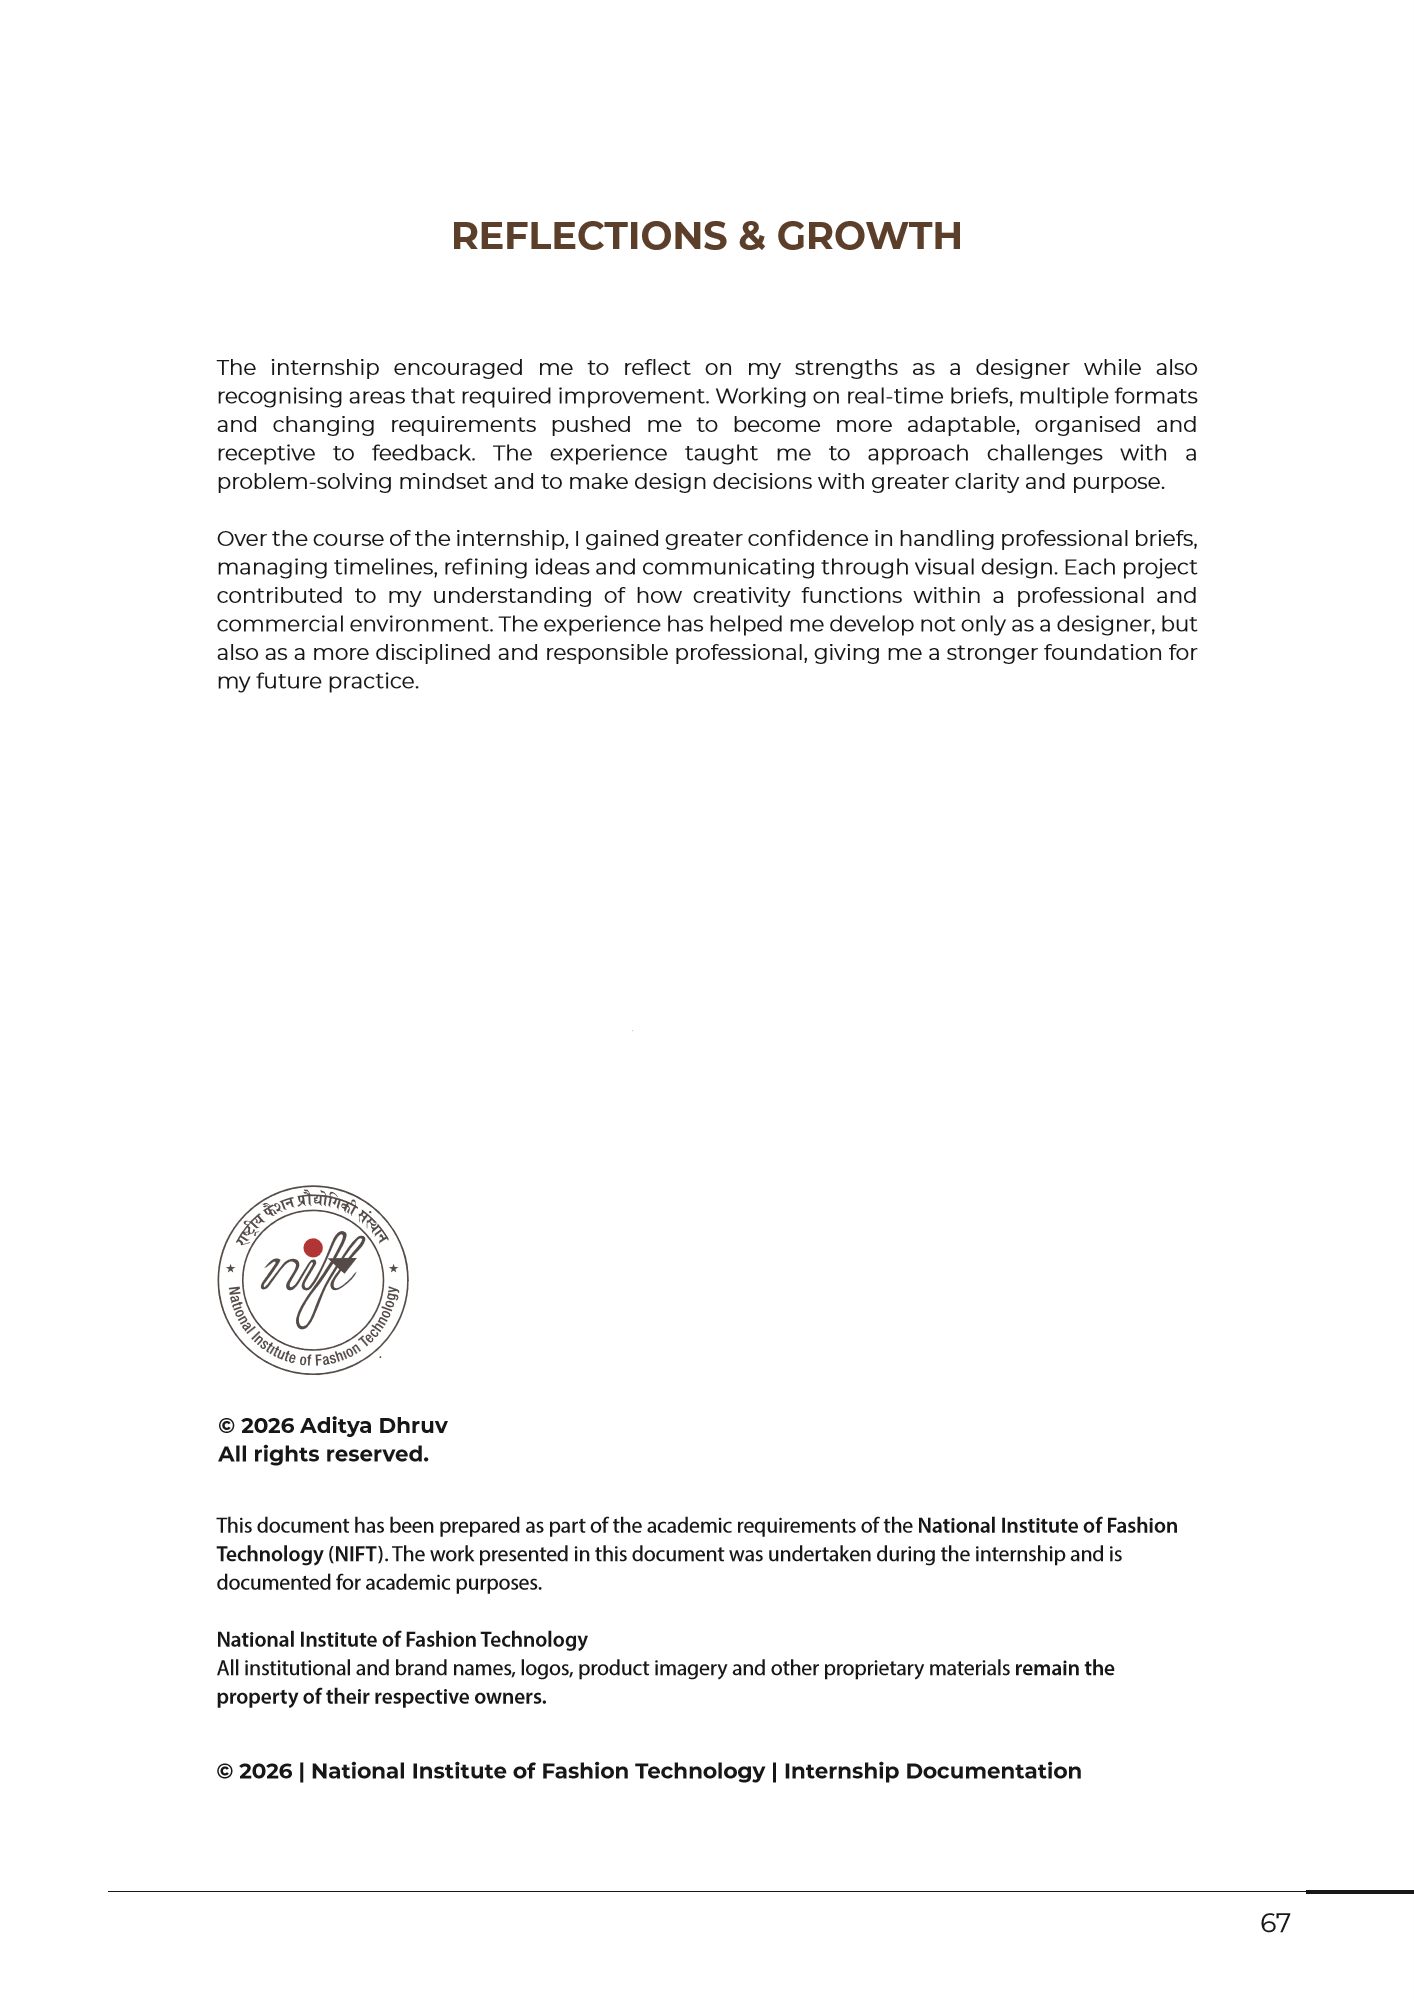 REFLECTIONS & GROWTH
The internship encouraged me to reflect on my strengths as a designer while also
recognising areas that required improvement. Working on real-time briefs, multiple formats
and changing requirements pushed me to become more adaptable, organised and
receptive to feedback. The experience taught me to approach challenges with a
problem-solving mindset and to make design decisions with greater clarity and purpose.
Over the course of the internship, I gained greater confidence in handling professional briefs,
managing timelines, refining ideas and communicating through visual design. Each project
contributed to my understanding of how creativity functions within a professional and
commercial environment. The experience has helped me develop not only as a designer, but
also as a more disciplined and responsible professional, giving me a stronger foundation for
my future practice.
राष्ट्रीय फैशन प्रौद्योगिकी संस्थान
nift
National Institute of Fashion Technology
© 2026 Aditya Dhruv
All rights reserved.
This document has been prepared as part of the academic requirements of the National Institute of Fashion
Technology (NIFT). The work presented in this document was undertaken during the internship and is
documented for academic purposes.
National Institute of Fashion Technology
All institutional and brand names, logos, product imagery and other proprietary materials remain the
property of their respective owners.
© 2026 | National Institute of Fashion Technology | Internship Documentation
67